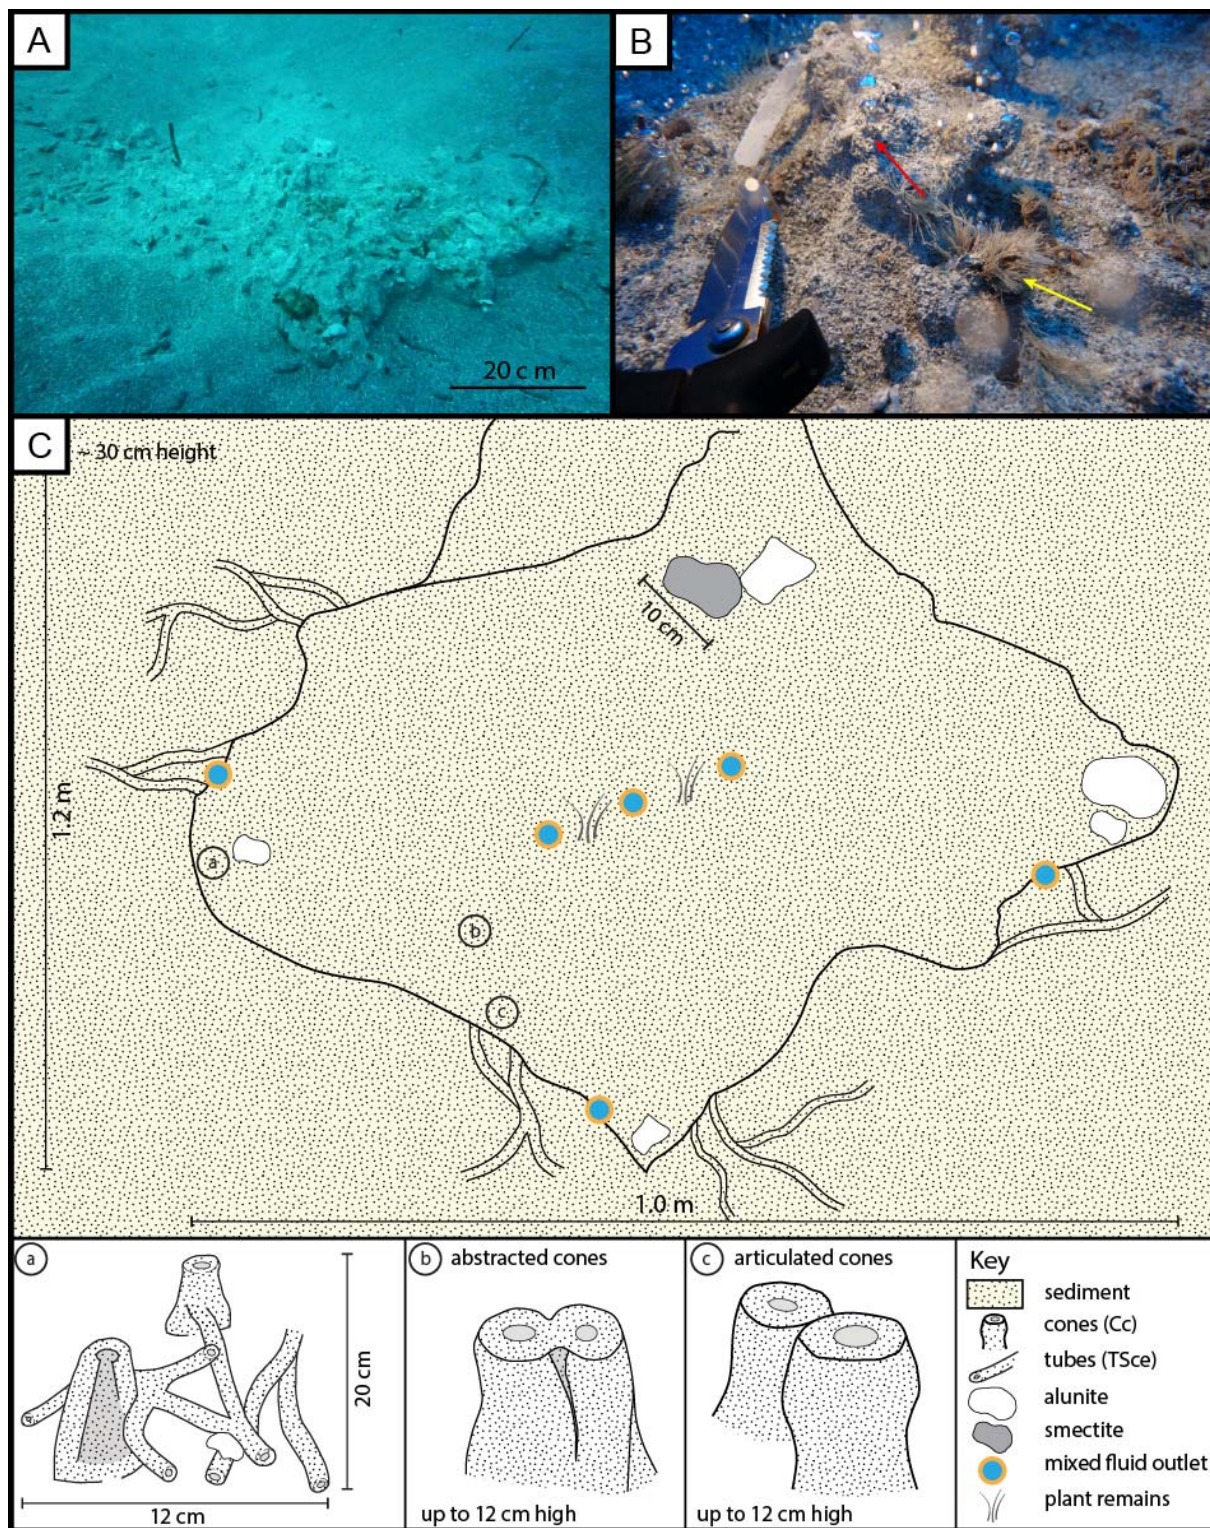 A
B
20 c m
C
~ 30 cm height
10 cm
1.2 m
a
b
c
1.0 m
a
20 cm
12 cm
b abstracted cones
up to 12 cm high
c articulated cones
up to 12 cm high
Key
sediment
cones (Cc)
tubes (TSce)
alunite
smectite
mixed fluid outlet
plant remains